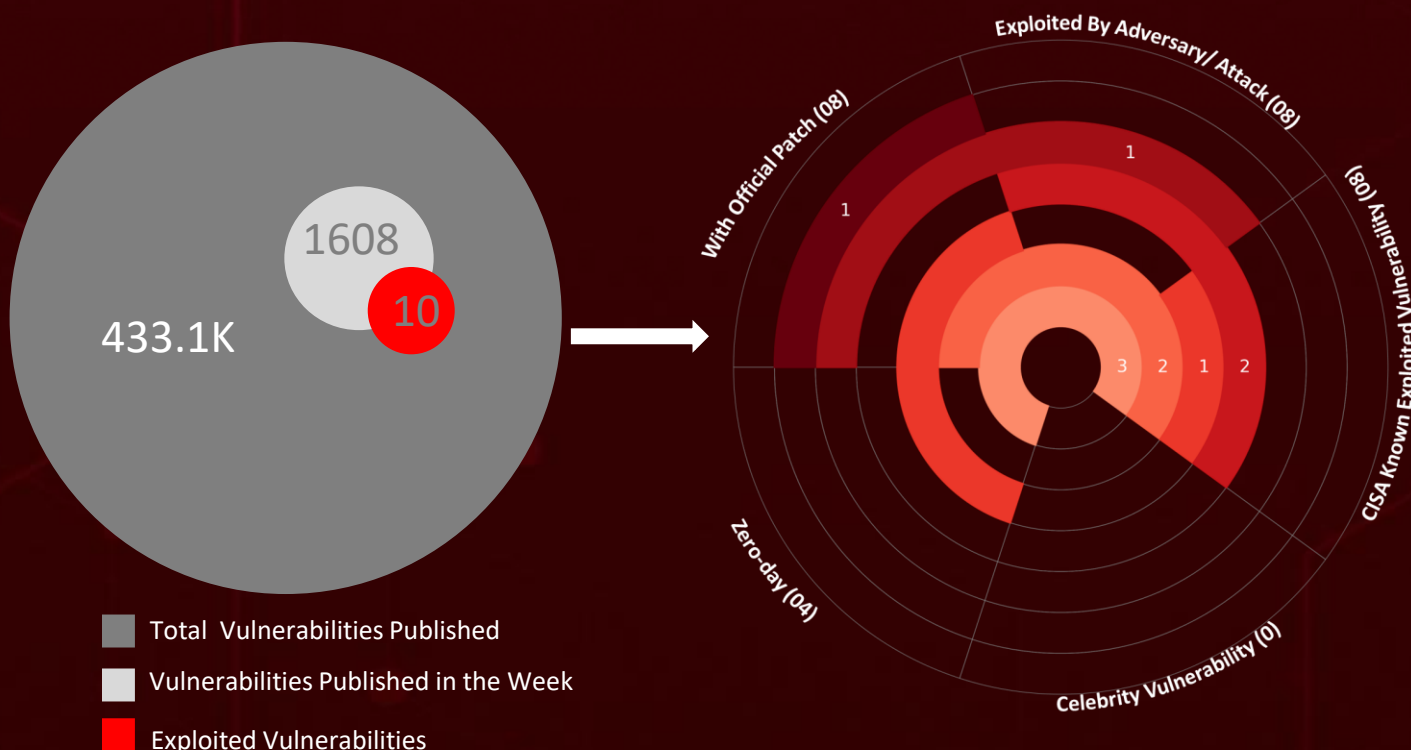 1608
10
433.1K
Total Vulnerabilities Published
Vulnerabilities Published in the Week
Exploited Vulnerabilities
Exploited By Adversary/ Attack (08)
With Official Patch (08)
CISA Known Exploited Vulnerability (08)
Zero-day (04)
Celebrity Vulnerability (0)
1
1
3 2 1 2